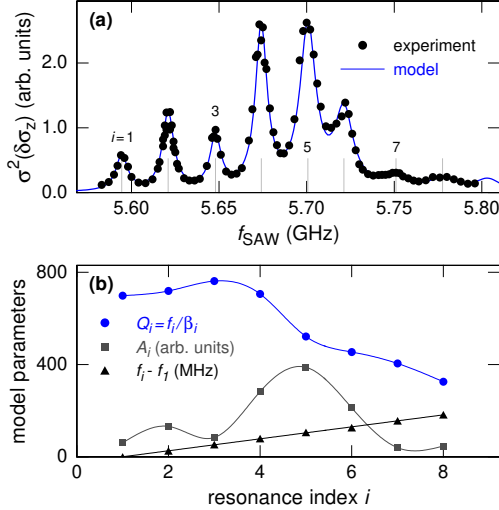 (a)
experiment
model
i=1
3
5
7
σ²(δσz) (arb. units)
2.0
1.0
0.0
5.60 5.65 5.70 5.75 5.80
fSAW (GHz)
(b)
Qi = fi/βi
Ai (arb. units)
fi - f1 (MHz)
model parameters
800
400
0
0 2 4 6 8
resonance index i